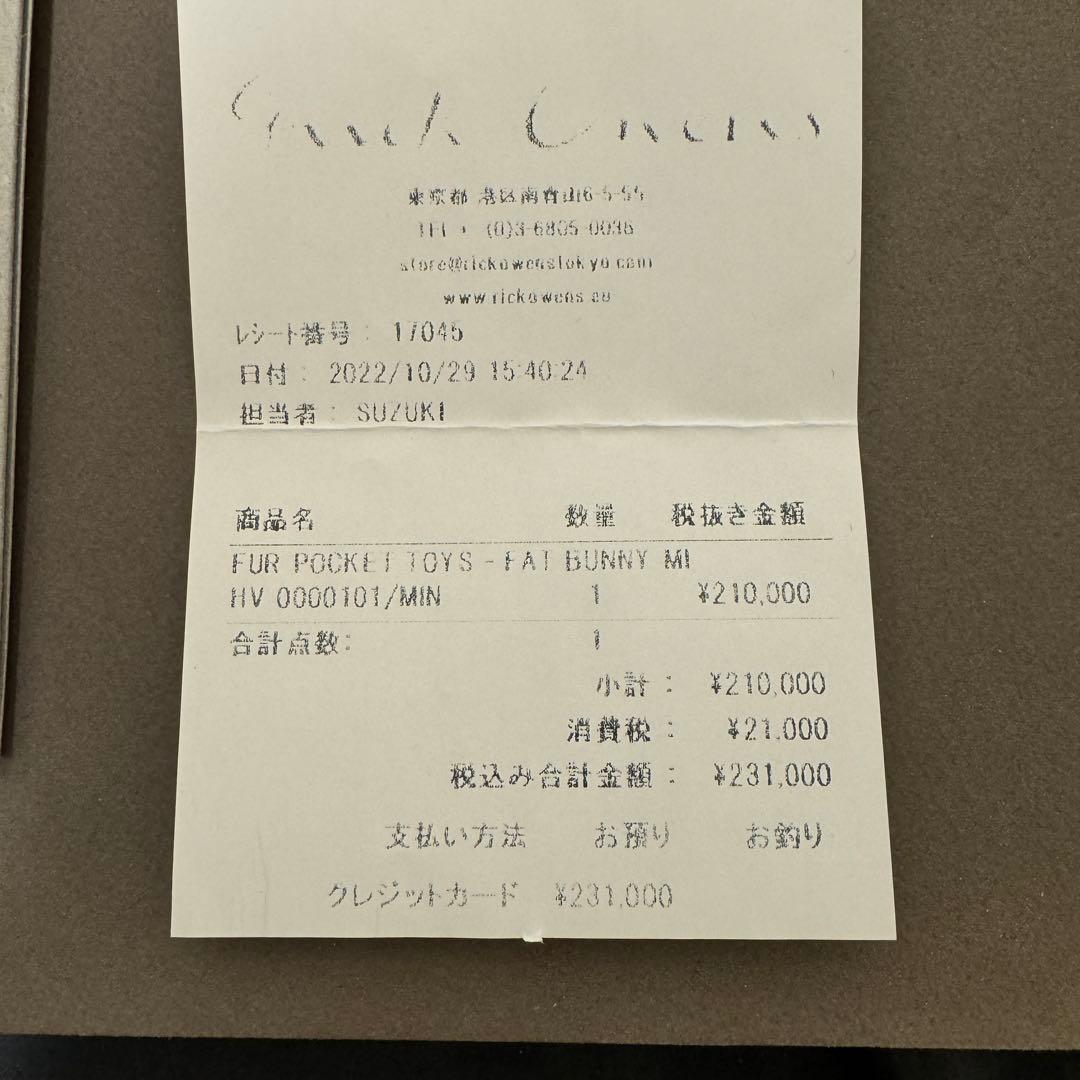 Rick Owens
東京都 港区南青山6-5-55
TEL : (0)3-6805-0036
store@rickowenstokyo.com
www.rickowens.eu
レシート番号： 17045
日付： 2022/10/29 15:40:24
担当者： SUZUKI
商品名 数量 税抜き金額
FUR POCKET TOYS - FAT BUNNY MI
HV 0000101/MIN 1 ¥210,000
合計点数: 1
小計： ¥210,000
消費税： ¥21,000
税込み合計金額： ¥231,000
支払い方法 お預り お釣り
クレジットカード ¥231,000